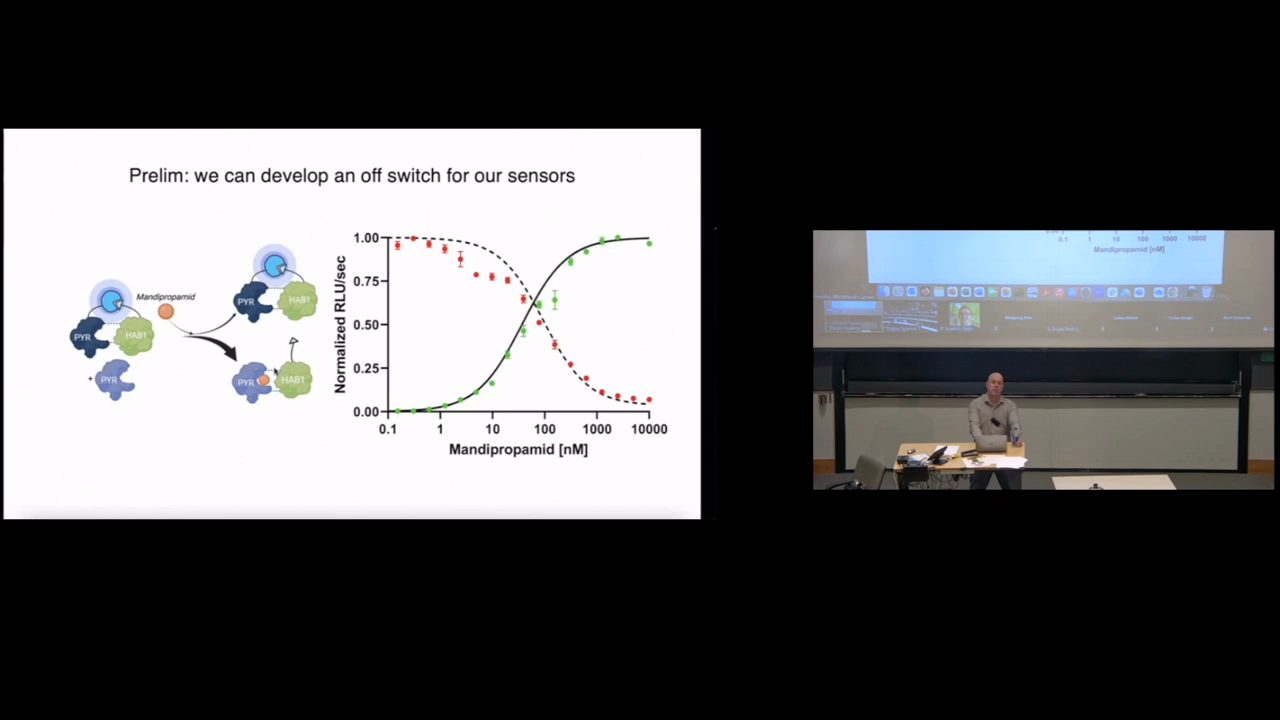 Prelim: we can develop an off switch for our sensors
Mandipropamid
PYR
HAB1
+
PYR
PYR
HAB1
PYR
HAB1
Normalized RLU/sec
1.00
0.75
0.50
0.25
0.00
0.1
1
10
100
1000
10000
Mandipropamid [nM]
0.1
1
10
100
1000
10000
Mandipropamid [nM]